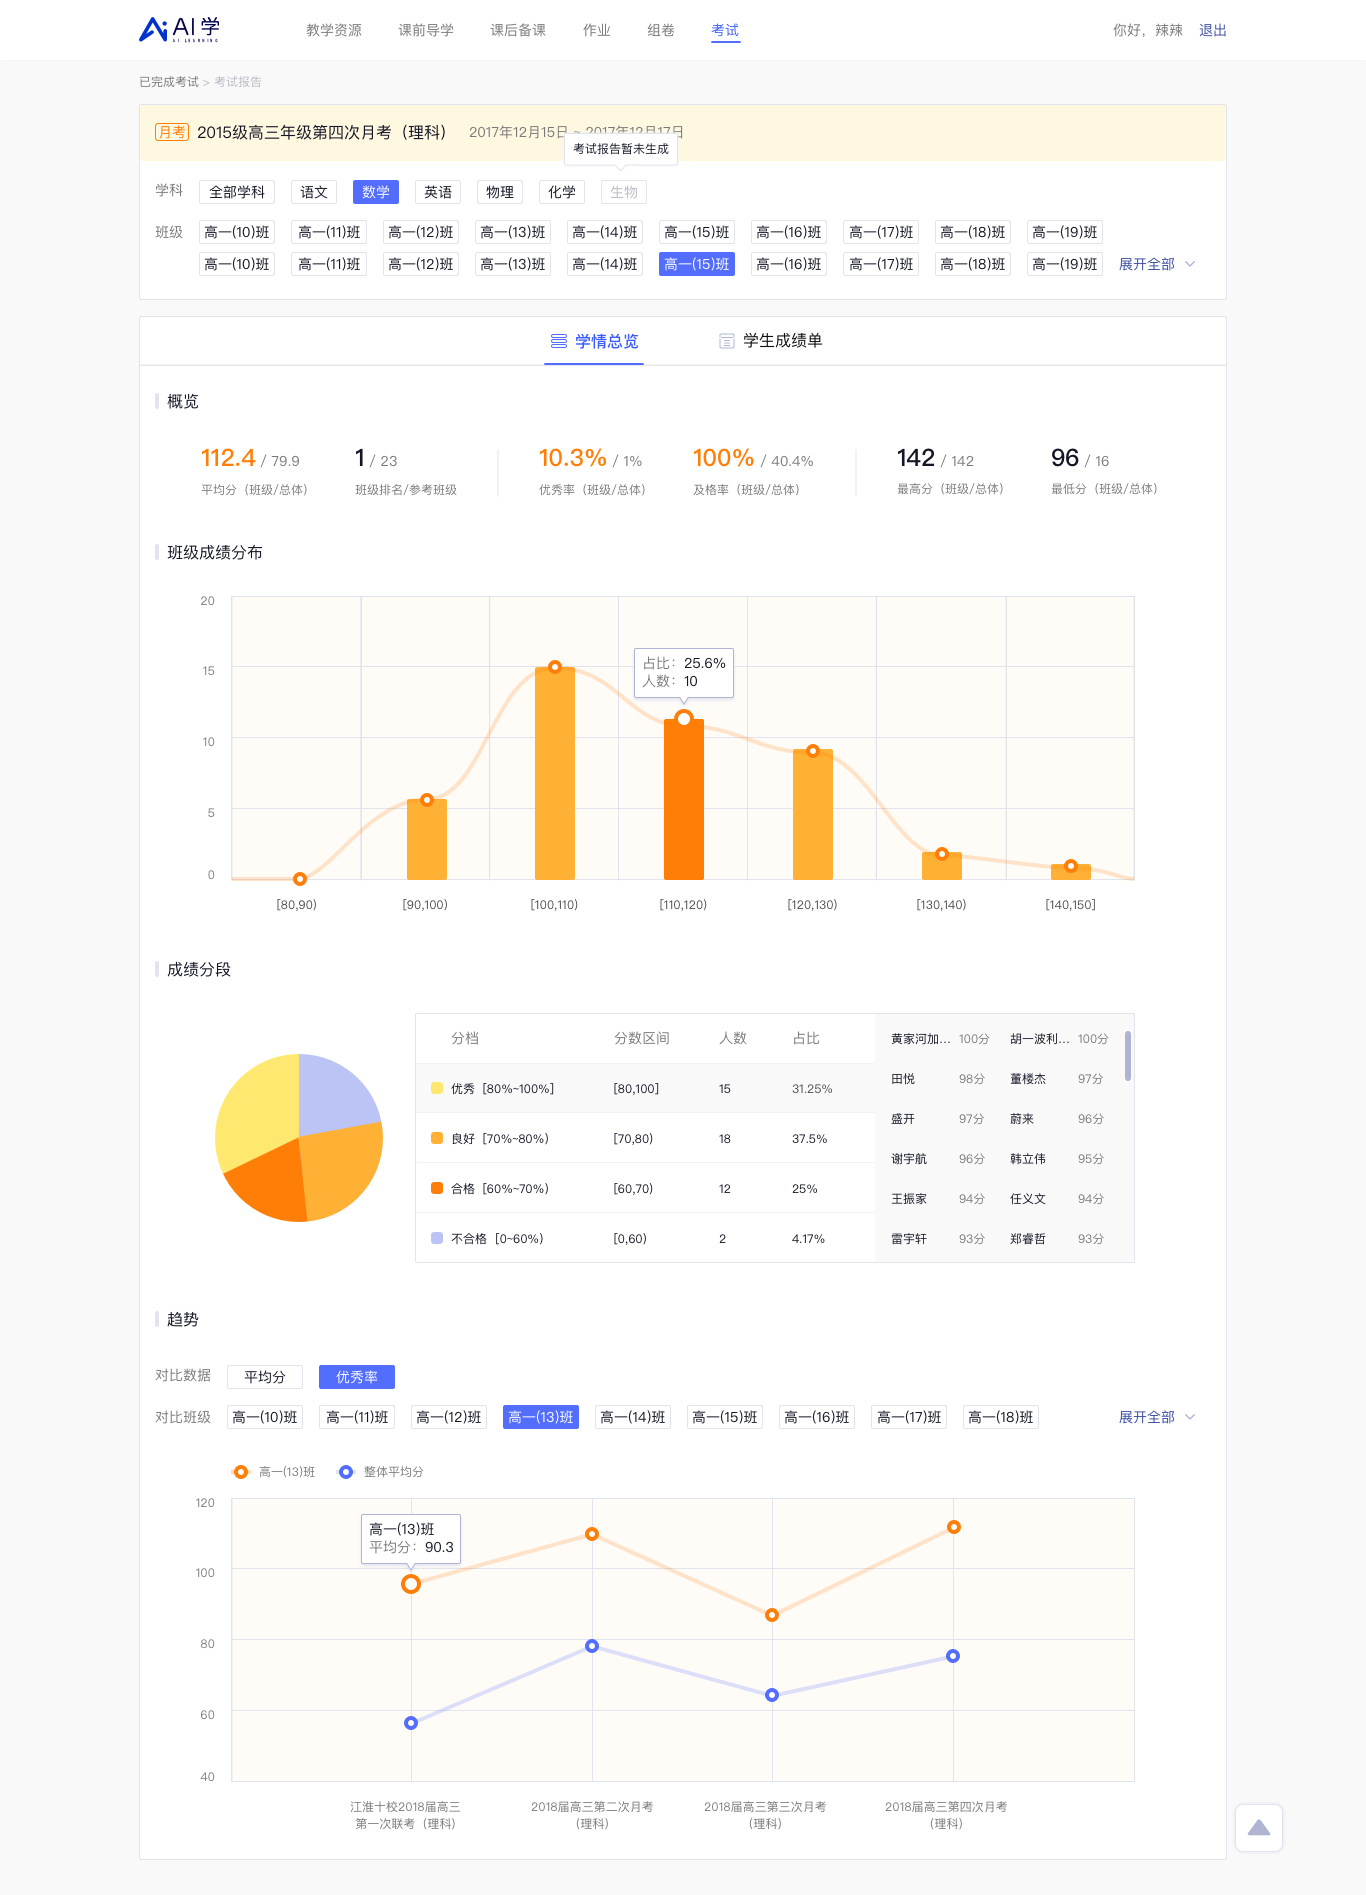 AI 学
AI LEARNING
教学资源 课前导学 课后备课 作业 组卷 考试
你好，辣辣 退出
已完成考试 > 考试报告
月考 2015级高三年级第四次月考（理科） 2017年12月15日 ~ 2017年12月17日
考试报告暂未生成
学科 全部学科 语文 数学 英语 物理 化学 生物
班级 高一(10)班 高一(11)班 高一(12)班 高一(13)班 高一(14)班 高一(15)班 高一(16)班 高一(17)班 高一(18)班 高一(19)班
高一(10)班 高一(11)班 高一(12)班 高一(13)班 高一(14)班 高一(15)班 高一(16)班 高一(17)班 高一(18)班 高一(19)班 展开全部
学情总览 学生成绩单
概览
112.4 / 79.9 1 / 23 10.3% / 1% 100% / 40.4% 142 / 142 96 / 16
平均分（班级/总体） 班级排名/参考班级 优秀率（班级/总体） 及格率（班级/总体） 最高分（班级/总体） 最低分（班级/总体）
班级成绩分布
20
15
10
5
0
占比：25.6%
人数：10
[80,90) [90,100) [100,110) [110,120) [120,130) [130,140) [140,150]
成绩分段
分档 分数区间 人数 占比
优秀［80%~100%］ [80,100] 15 31.25%
良好［70%~80%） [70,80) 18 37.5%
合格［60%~70%） [60,70) 12 25%
不合格［0~60%） [0,60) 2 4.17%
黄家河加... 100分 胡一波利... 100分
田悦 98分 董楼杰 97分
盛开 97分 蔚来 96分
谢宇航 96分 韩立伟 95分
王振家 94分 任义文 94分
雷宇轩 93分 郑睿哲 93分
趋势
对比数据 平均分 优秀率
对比班级 高一(10)班 高一(11)班 高一(12)班 高一(13)班 高一(14)班 高一(15)班 高一(16)班 高一(17)班 高一(18)班 展开全部
高一(13)班 整体平均分
120
100
80
60
40
高一(13)班
平均分：90.3
江淮十校2018届高三 2018届高三第二次月考 2018届高三第三次月考 2018届高三第四次月考
第一次联考（理科） （理科） （理科） （理科）